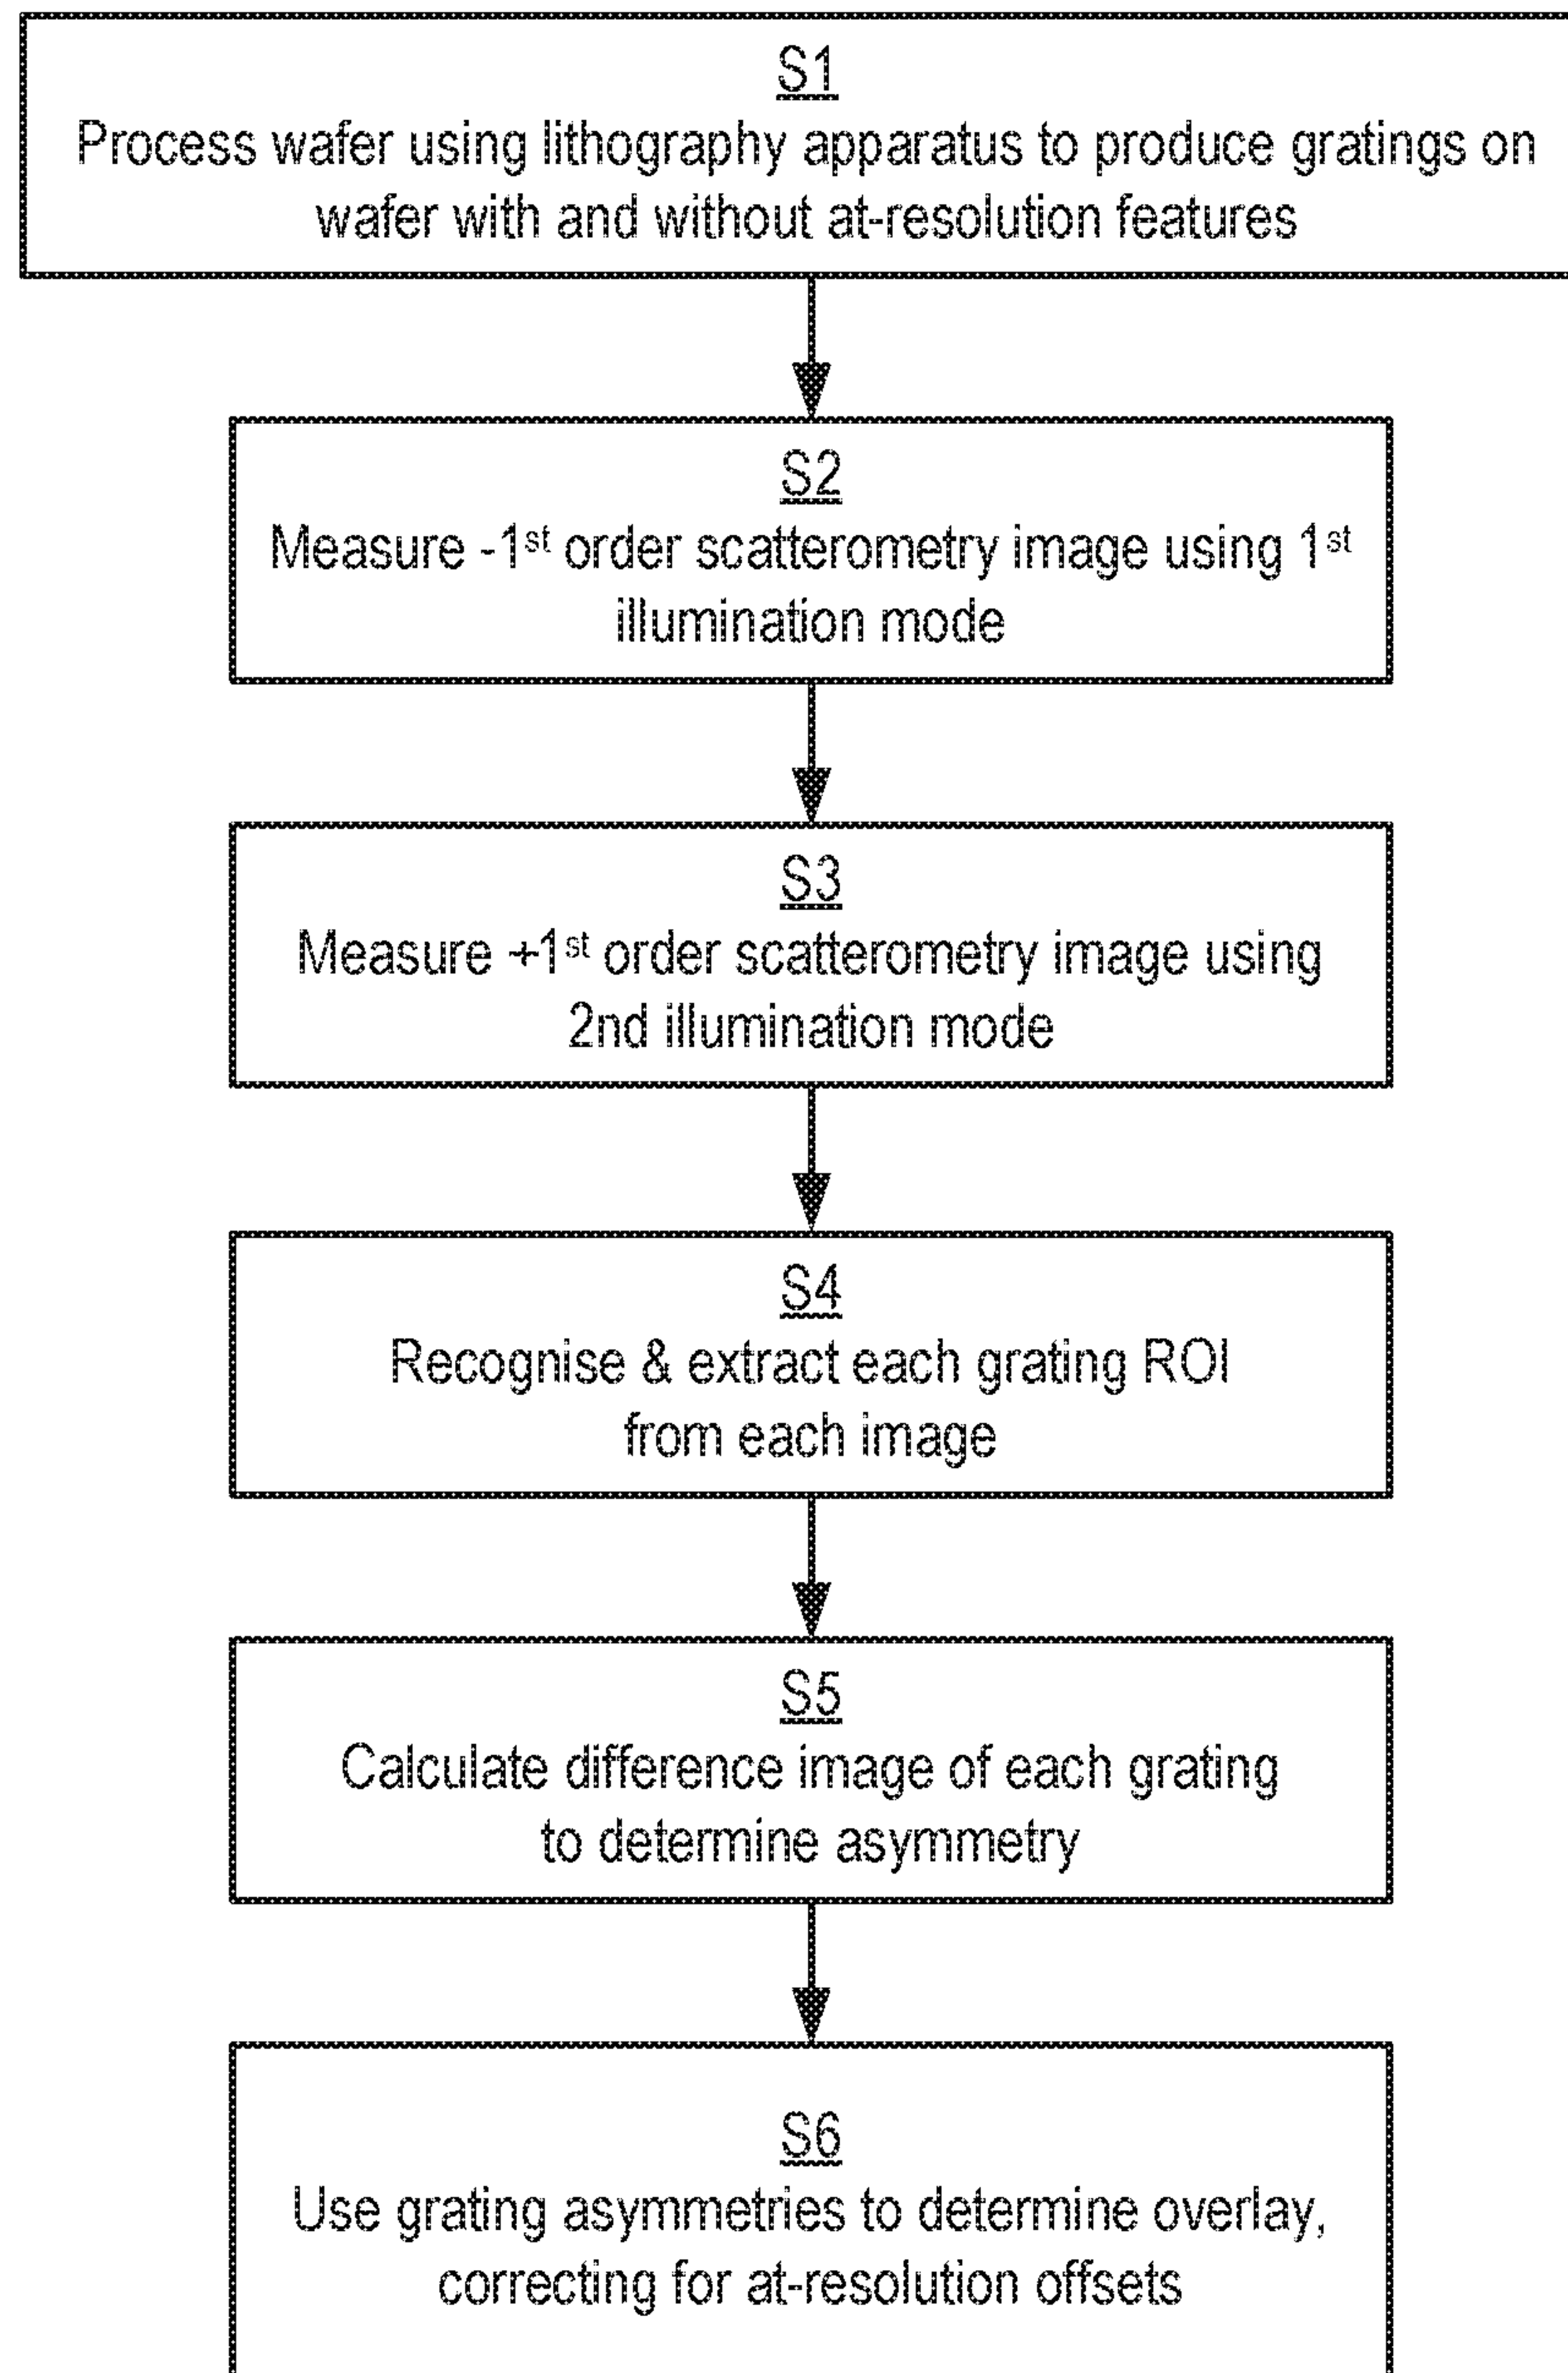 S1
Process wafer using lithography apparatus to produce gratings on
wafer with and without at-resolution features
S2
Measure -1st order scatterometry image using 1st
illumination mode
S3
Measure +1st order scatterometry image using
2nd illumination mode
S4
Recognise & extract each grating ROI
from each image
S5
Calculate difference image of each grating
to determine asymmetry
S6
Use grating asymmetries to determine overlay,
correcting for at-resolution offsets